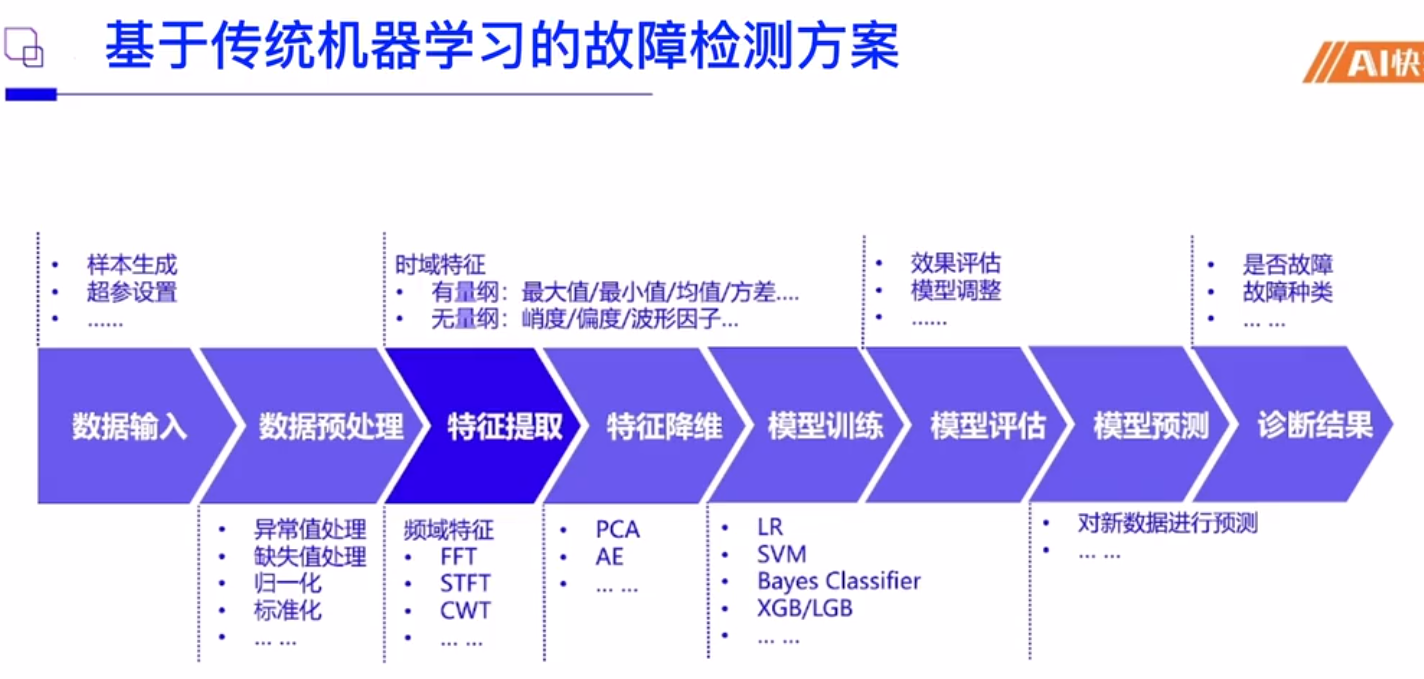 基于传统机器学习的故障检测方案
AI快
• 样本生成
• 超参设置
• ……
时域特征
• 有量纲：最大值/最小值/均值/方差....
• 无量纲：峭度/偏度/波形因子...
• 效果评估
• 模型调整
• ……
• 是否故障
• 故障种类
• ... ...
数据输入
数据预处理
特征提取
特征降维
模型训练
模型评估
模型预测
诊断结果
• 异常值处理
• 缺失值处理
• 归一化
• 标准化
• ... ...
频域特征
• FFT
• STFT
• CWT
• ... ...
• PCA
• AE
• ... ...
• LR
• SVM
• Bayes Classifier
• XGB/LGB
• ... ...
• 对新数据进行预测
• ... ...